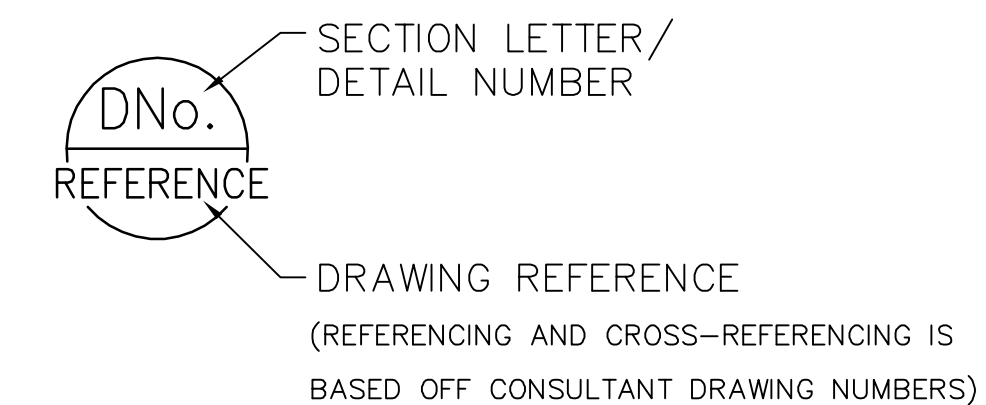 SECTION LETTER/
DETAIL NUMBER
DNo.
REFERENCE
DRAWING REFERENCE
(REFERENCING AND CROSS-REFERENCING IS
BASED OFF CONSULTANT DRAWING NUMBERS)